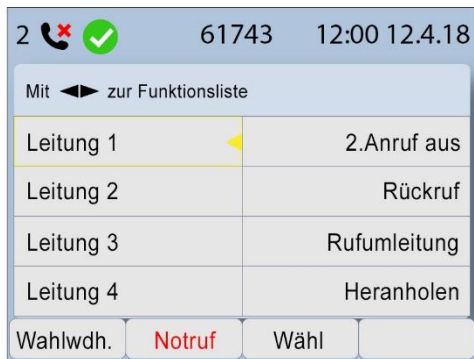 2 61743 12:00 12.4.18
Mit ◄► zur Funktionsliste
Leitung 1 2.Anruf aus
Leitung 2 Rückruf
Leitung 3 Rufumleitung
Leitung 4 Heranholen
Wahlwdh. Notruf Wähl